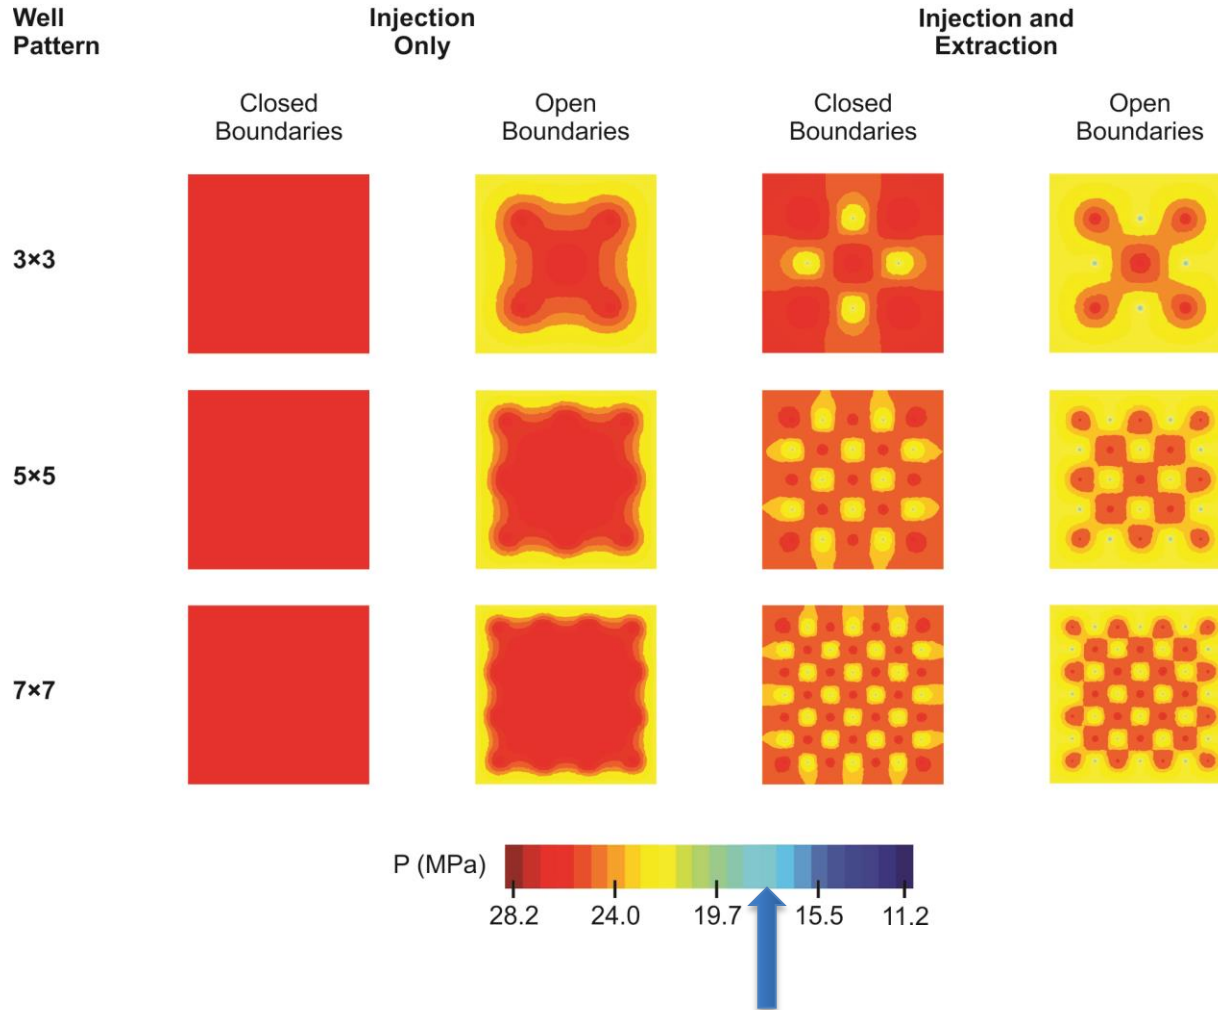 Well
Pattern
Injection
Only
Injection and
Extraction
Closed
Boundaries
Open
Boundaries
Closed
Boundaries
Open
Boundaries
3×3
5×5
7×7
P (MPa)
28.2 24.0 19.7 15.5 11.2